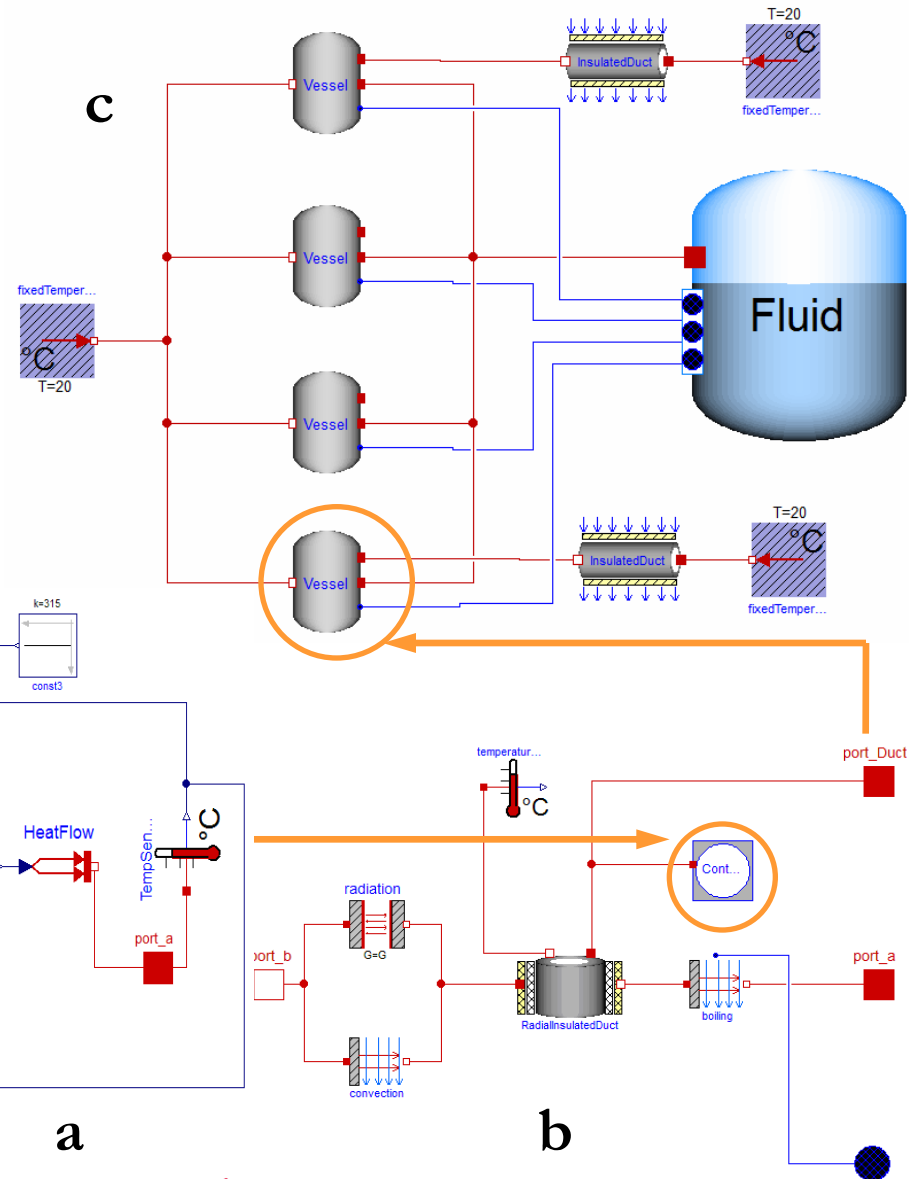 T=20
°C
InsulatedDuct
fixedTemper...
c
Vessel
Vessel
fixedTemper...
°C
T=20
Fluid
Vessel
T=20
°C
InsulatedDuct
fixedTemper...
Vessel
k=315
const3
port_Duct
temperatur...
°C
°C
HeatFlow
TempSen...
Cont...
radiation
G=G
port_a
port_b
port_a
RadialInsulatedDuct
boiling
convection
a
b